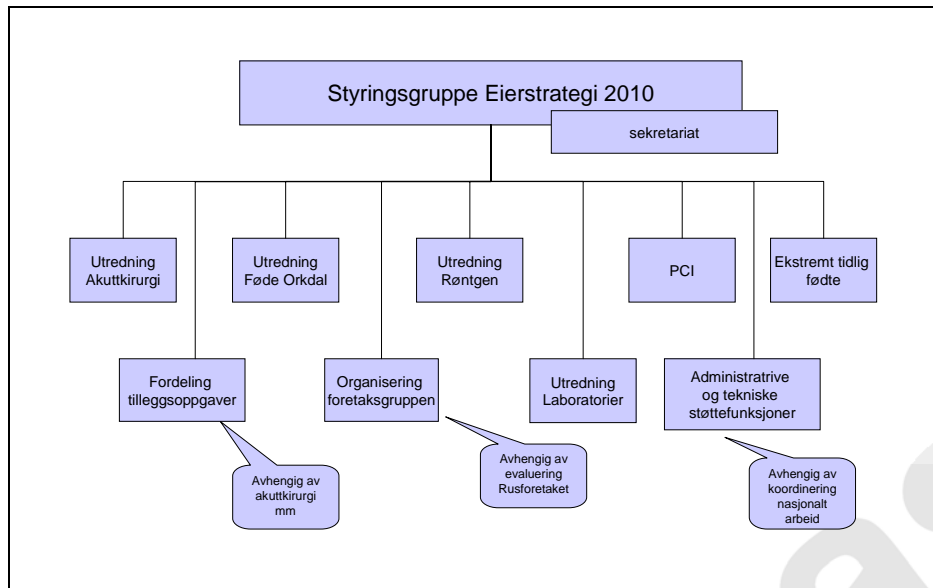 Styringsgruppe Eierstrategi 2010
sekretariat
Utredning
Akuttkirurgi
Utredning
Føde Orkdal
Utredning
Røntgen
PCI
Ekstremt tidlig
fødte
Fordeling
tilleggsoppgaver
Organisering
foretaksgruppen
Utredning
Laboratorier
Administratrive
og tekniske
støttefunksjoner
Avhengig av
akuttkirurgi
mm
Avhengig av
evaluering
Rusforetaket
Avhengig av
koordinering
nasjonalt
arbeid